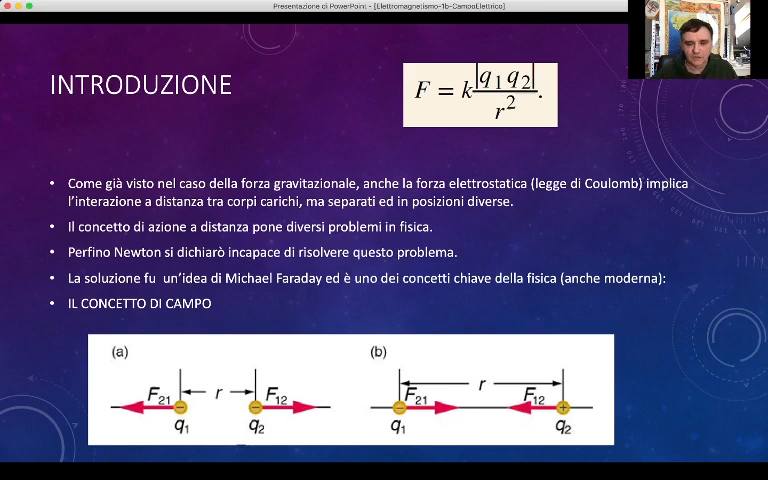 Presentazione di PowerPoint - [Elettromagnetismo-1b-CampoElettrico]
INTRODUZIONE
F = k |q1 q2| / r².
• Come già visto nel caso della forza gravitazionale, anche la forza elettrostatica (legge di Coulomb) implica
l'interazione a distanza tra corpi carichi, ma separati ed in posizioni diverse.
• Il concetto di azione a distanza pone diversi problemi in fisica.
• Perfino Newton si dichiarò incapace di risolvere questo problema.
• La soluzione fu un'idea di Michael Faraday ed è uno dei concetti chiave della fisica (anche moderna):
• IL CONCETTO DI CAMPO
(a) (b)
F21 r F12 F21 r F12
q1 q2 q1 q2